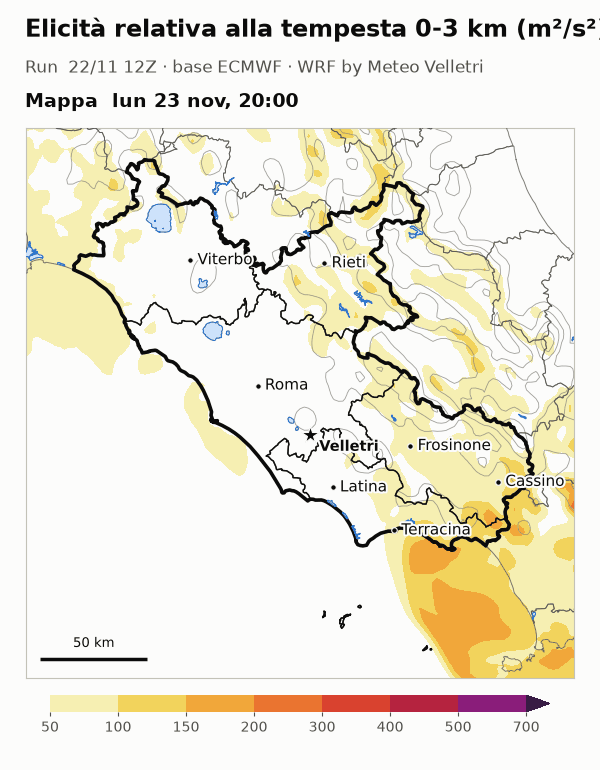 Elicità relativa alla tempesta 0-3 km (m²/s²)
Run  22/11 12Z · base ECMWF · WRF by Meteo Velletri
Mappa  lun 23 nov, 20:00
Viterbo
Rieti
Roma
Velletri
Frosinone
Cassino
Latina
Terracina
50 km
50 100 150 200 300 400 500 700